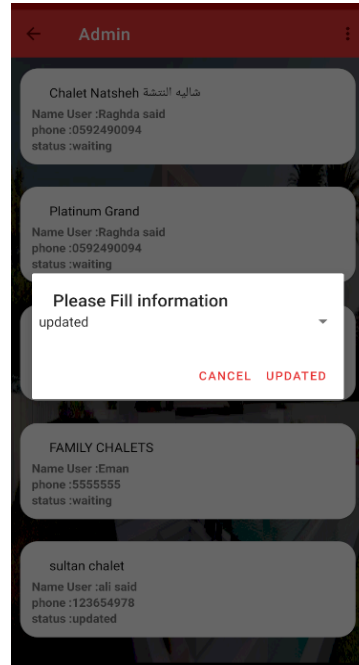 Admin
Chalet Natsheh شاليه النتشة
Name User :Raghda said
phone :0592490094
status :waiting
Platinum Grand
Name User :Raghda said
phone :0592490094
status :waiting
Please Fill information
updated
CANCEL UPDATED
FAMILY CHALETS
Name User :Eman
phone :5555555
status :waiting
sultan chalet
Name User :ali said
phone :123654978
status :updated